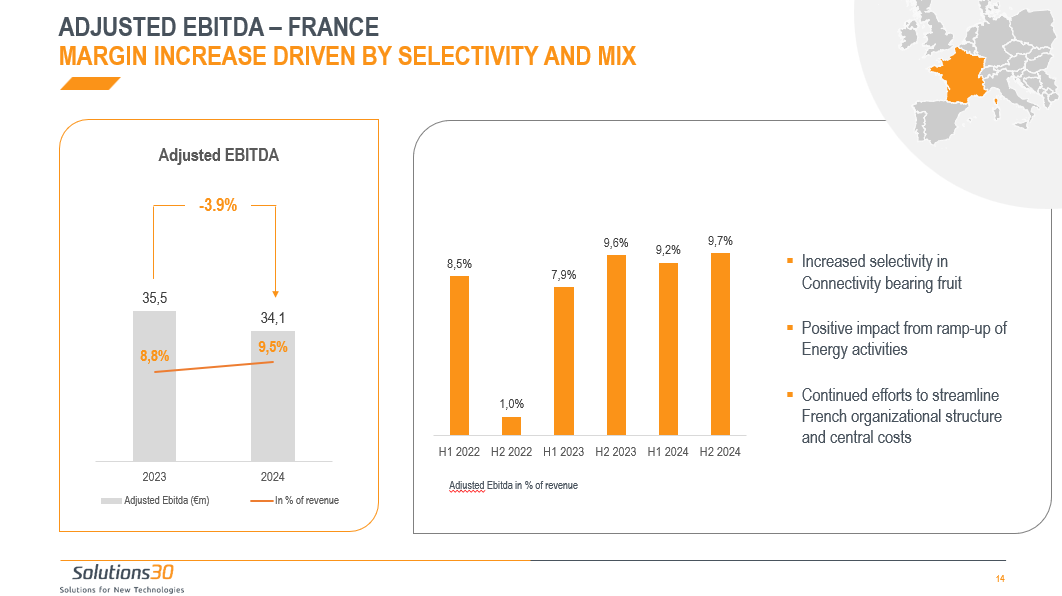 ADJUSTED EBITDA – FRANCE
MARGIN INCREASE DRIVEN BY SELECTIVITY AND MIX
Adjusted EBITDA
-3.9%
35,5
34,1
8,8%
9,5%
2023
2024
Adjusted Ebitda (€m)
In % of revenue
8,5%
1,0%
7,9%
9,6%
9,2%
9,7%
H1 2022
H2 2022
H1 2023
H2 2023
H1 2024
H2 2024
Adjusted Ebitda in % of revenue
Increased selectivity in
Connectivity bearing fruit
Positive impact from ramp-up of
Energy activities
Continued efforts to streamline
French organizational structure
and central costs
Solutions30
Solutions for New Technologies
14